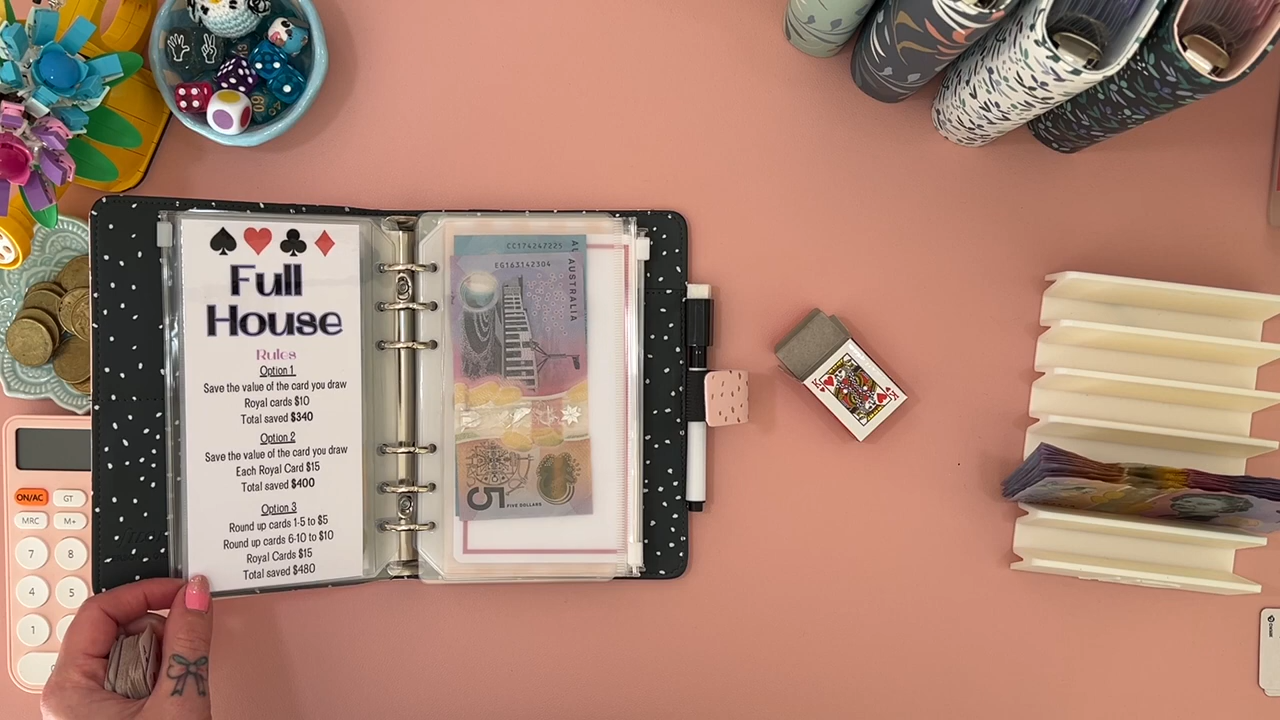 Full
House
Rules
Option 1
Save the value of the card you draw
Royal cards $10
Total saved $340
Option 2
Save the value of the card you draw
Each Royal Card $15
Total saved $400
Option 3
Round up cards 1-5 to $5
Round up cards 6-10 to $10
Royal Cards $15
Total saved $480
CC174247225
EG163142304
AUSTRALIA
5
FIVE DOLLARS
K
K
ON/AC
GT
MRC
M+
7
8
4
5
1